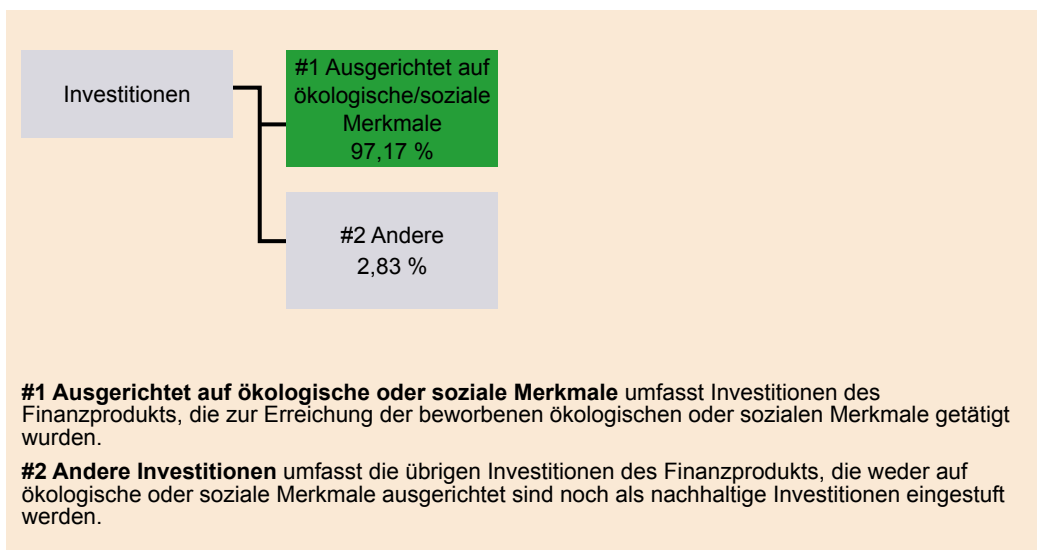 Investitionen
#1 Ausgerichtet auf
ökologische/soziale
Merkmale
97,17 %
#2 Andere
2,83 %
#1 Ausgerichtet auf ökologische oder soziale Merkmale umfasst Investitionen des
Finanzprodukts, die zur Erreichung der beworbenen ökologischen oder sozialen Merkmale getätigt
wurden.
#2 Andere Investitionen umfasst die übrigen Investitionen des Finanzprodukts, die weder auf
ökologische oder soziale Merkmale ausgerichtet sind noch als nachhaltige Investitionen eingestuft
werden.